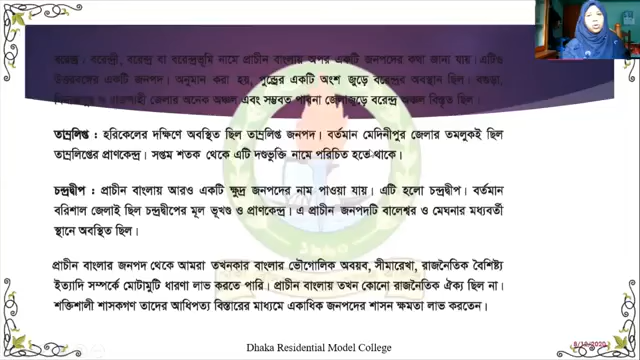 বরেন্দ্র: বরেন্দ্রী, বরেন্দ্র বা বরেন্দ্রভূমি নামে প্রাচীন বাংলায় অপর একটি জনপদের কথা জানা যায়। এটিও
উত্তরবঙ্গের একটি জনপদ। অনুমান করা হয়, পুন্ড্রের একটি অংশ জুড়ে বরেন্দ্রর অবস্থান ছিল। বগুড়া,
দিনাজপুর ও রাজশাহী জেলার অনেক অঞ্চল এবং সম্ভবত পাবনা জেলাজুড়ে বরেন্দ্র অঞ্চল বিস্তৃত ছিল।
তাম্রলিপ্ত : হরিকেলের দক্ষিণে অবস্থিত ছিল তাম্রলিপ্ত জনপদ। বর্তমান মেদিনীপুর জেলার তমলুকই ছিল
তাম্রলিপ্তের প্রাণকেন্দ্র। সপ্তম শতক থেকে এটি দণ্ডভুক্তি নামে পরিচিত হতে থাকে।
চন্দ্রদ্বীপ : প্রাচীন বাংলায় আরও একটি ক্ষুদ্র জনপদের নাম পাওয়া যায়। এটি হলো চন্দ্রদ্বীপ। বর্তমান
বরিশাল জেলাই ছিল চন্দ্রদ্বীপের মূল ভূখণ্ড ও প্রাণকেন্দ্র। এ প্রাচীন জনপদটি বালেশ্বর ও মেঘনার মধ্যবর্তী
স্থানে অবস্থিত ছিল।
প্রাচীন বাংলার জনপদ থেকে আমরা তখনকার বাংলার ভৌগোলিক অবয়ব, সীমারেখা, রাজনৈতিক বৈশিষ্ট্য
ইত্যাদি সম্পর্কে মোটামুটি ধারণা লাভ করতে পারি। প্রাচীন বাংলায় তখন কোনো রাজনৈতিক ঐক্য ছিল না।
শক্তিশালী শাসকগণ তাদের আধিপত্য বিস্তারের মাধ্যমে একাধিক জনপদের শাসন ক্ষমতা লাভ করতেন।
Dhaka Residential Model College